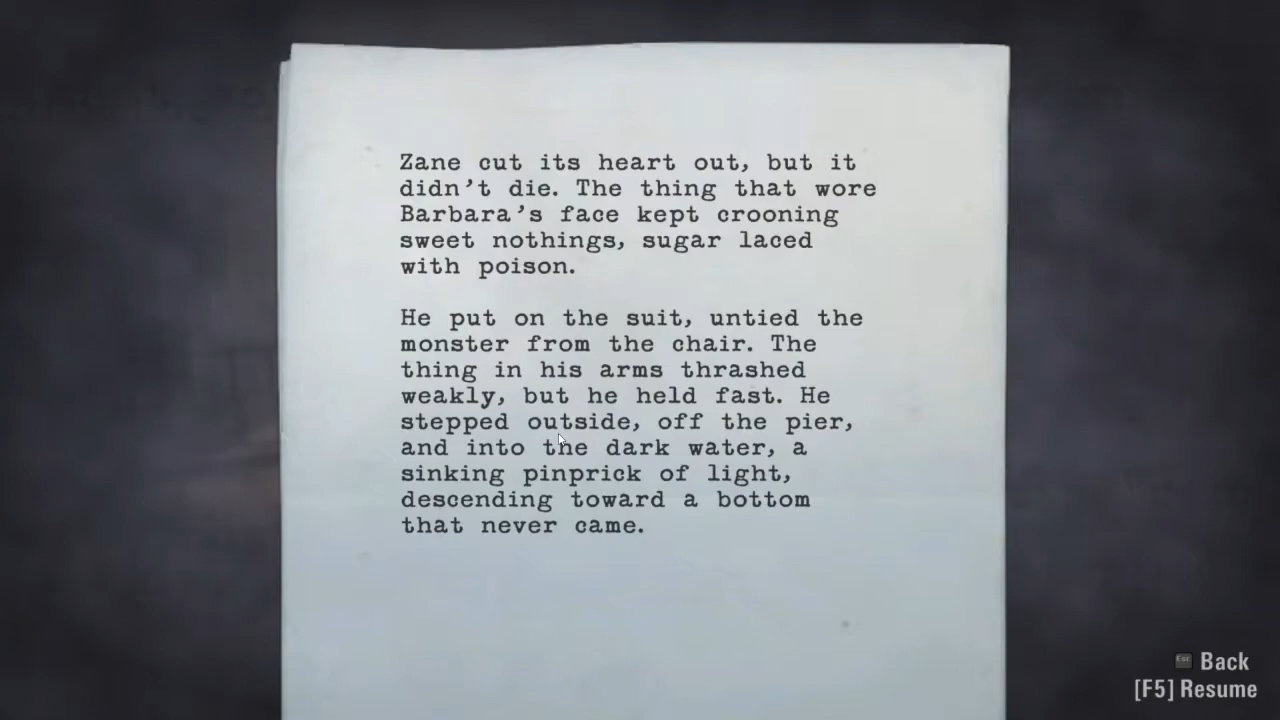 Zane cut its heart out, but it
didn't die. The thing that wore
Barbara's face kept crooning
sweet nothings, sugar laced
with poison.
He put on the suit, untied the
monster from the chair. The
thing in his arms thrashed
weakly, but he held fast. He
stepped outside, off the pier,
and into the dark water, a
sinking pinprick of light,
descending toward a bottom
that never came.
Esc Back
[F5] Resume